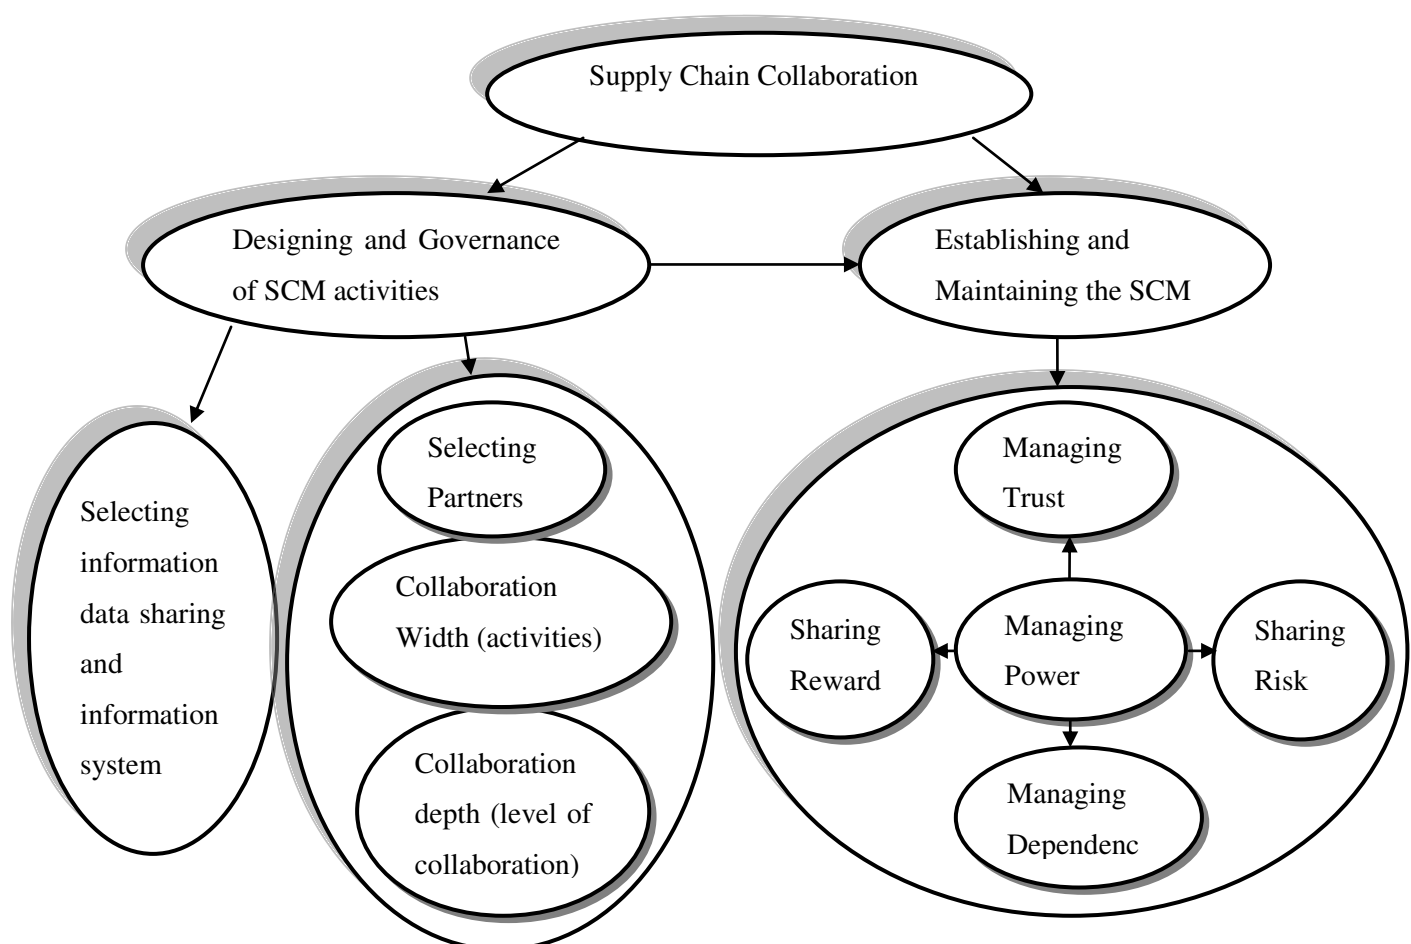 Supply Chain Collaboration
Designing and Governance
of SCM activities
Establishing and
Maintaining the SCM
Selecting
information
data sharing
and
information
system
Selecting
Partners
Collaboration
Width (activities)
Collaboration
depth (level of
collaboration)
Managing
Trust
Sharing
Reward
Managing
Power
Sharing
Risk
Managing
Dependenc